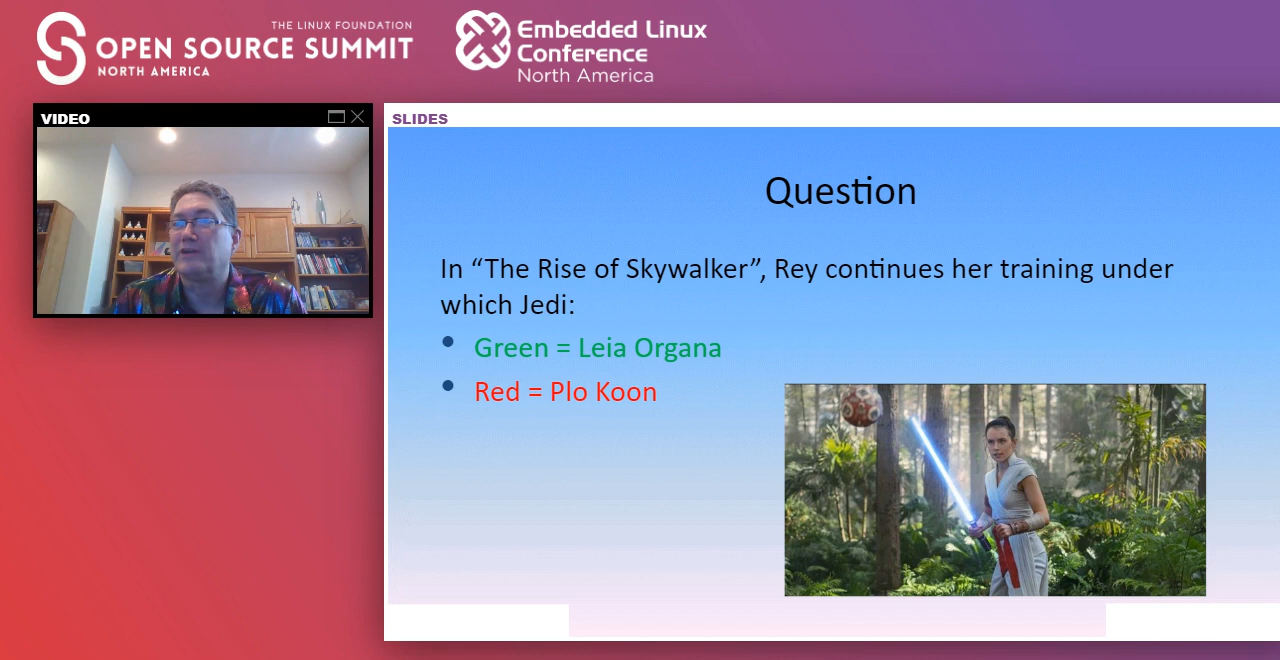 THE LINUX FOUNDATION
OPEN SOURCE SUMMIT
NORTH AMERICA
Embedded Linux
Conference
North America
VIDEO
SLIDES
Question
In “The Rise of Skywalker”, Rey continues her training under
which Jedi:
• Green = Leia Organa
• Red = Plo Koon